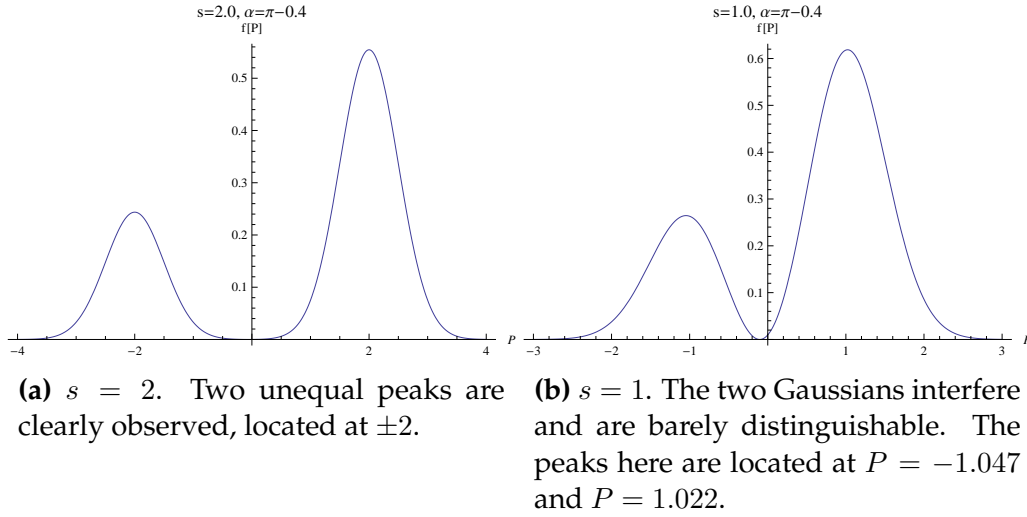 s=2.0, α=π−0.4
f[P]
0.5
0.4
0.3
0.2
0.1
−4
−2
2
4
P
(a) s = 2. Two unequal peaks are
clearly observed, located at ±2.
s=1.0, α=π−0.4
f[P]
0.6
0.5
0.4
0.3
0.2
0.1
−3
−2
−1
1
2
3
(b) s = 1. The two Gaussians interfere
and are barely distinguishable. The
peaks here are located at P = −1.047
and P = 1.022.